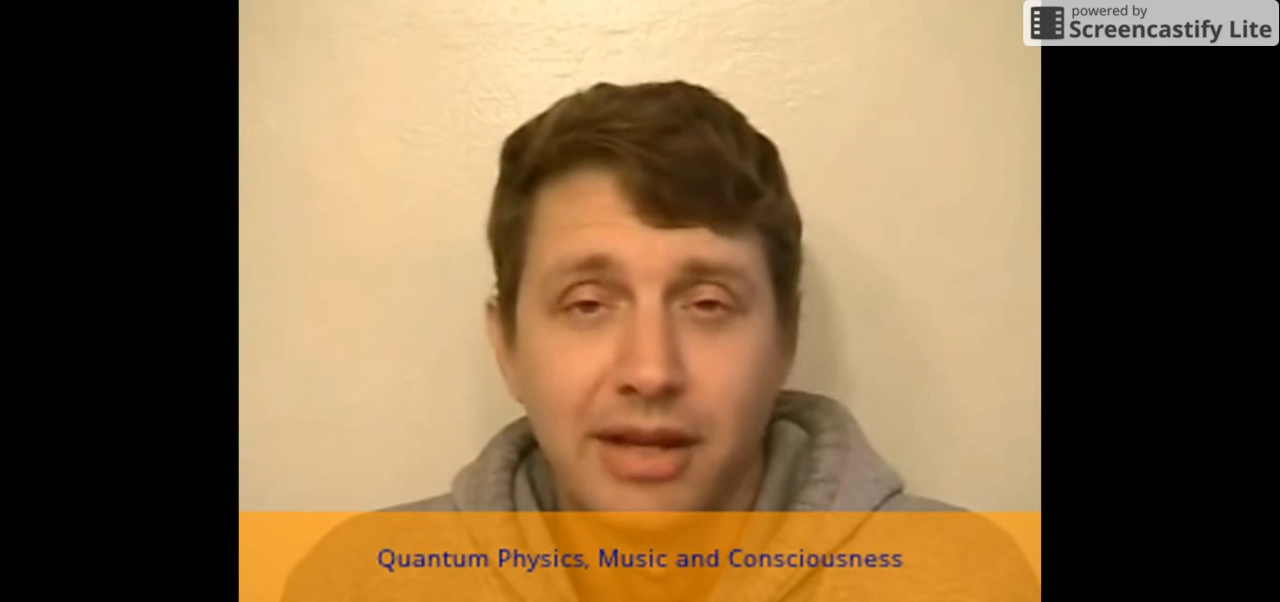 powered by
Screencastify Lite
Quantum Physics, Music and Consciousness